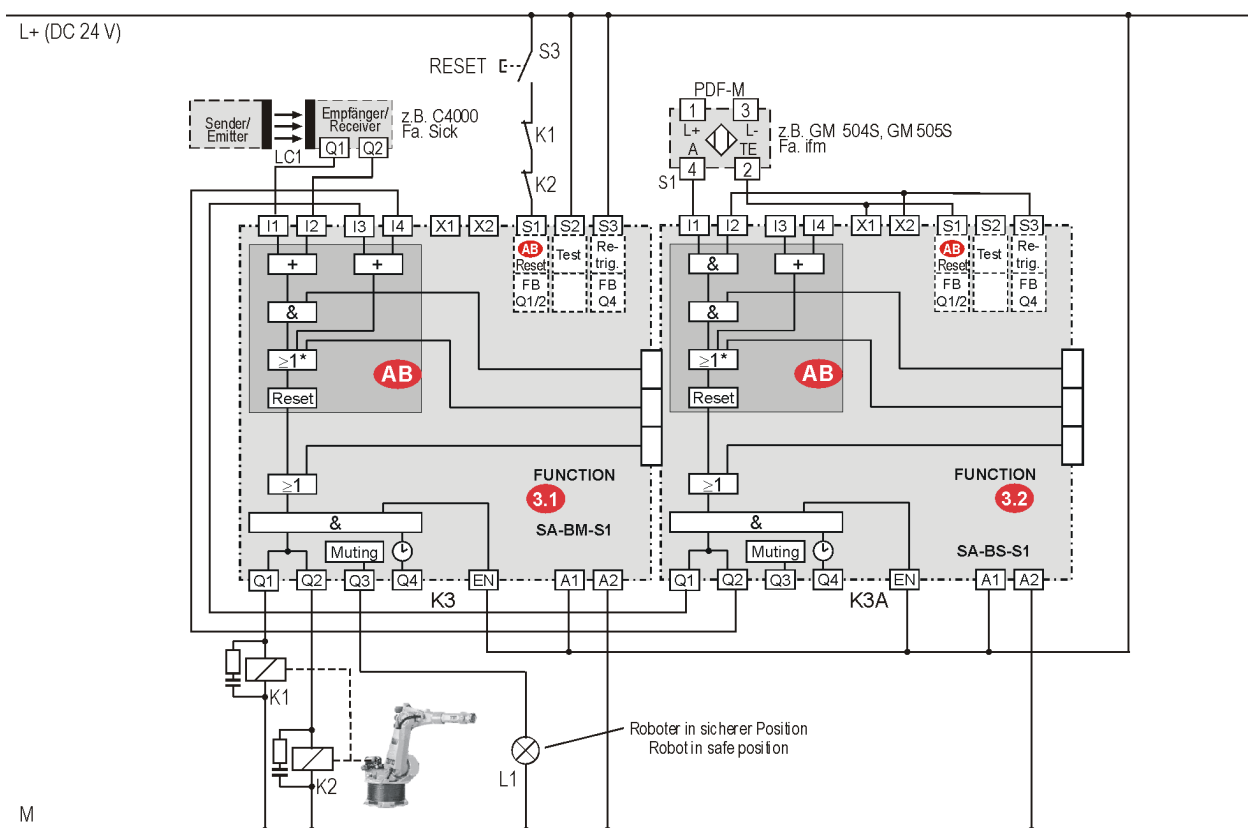 L+ (DC 24 V)
S3
RESET
PDF-M
1
3
L+
L-
A
TE
4
2
S1
z.B. GM 504S, GM 505S
Fa. ifm
Sender/
Emitter
Empfänger/
Receiver
Q1
Q2
LC1
z.B. C4000
Fa. Sick
K1
K2
I1
I2
I3
I4
X1
X2
S1
S2
S3
I1
I2
I3
I4
X1
X2
S1
S2
S3
AB
Reset
Test
Re-
trig.
FB
Q1/2
FB
Q4
AB
Reset
Test
Re-
trig.
FB
Q1/2
FB
Q4
+
+
&
≥1*
Reset
AB
≥1
&
FUNCTION
3.1
SA-BM-S1
Muting
&
+
&
≥1*
Reset
AB
≥1
&
FUNCTION
3.2
SA-BS-S1
Muting
Q1
Q2
Q3
Q4
EN
A1
A2
K3
Q1
Q2
Q3
Q4
EN
A1
A2
K3A
K1
K2
L1
Roboter in sicherer Position
Robot in safe position
M